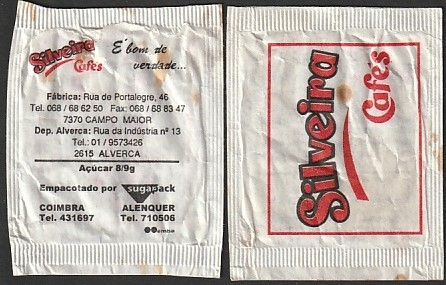 Silveira
Cafés
É bom de
verdade...
Fábrica: Rua de Portalegre, 46
Tel. 068 / 68 62 50 Fax: 068 / 68 83 47
7370 CAMPO MAIOR
Dep. Alverca: Rua da Indústria nº 13
Tel.: 01 / 9573426
2615 ALVERCA
Açúcar 8/9g
Empacotado por sugapack
COIMBRA ALENQUER
Tel. 431697 Tel. 710506
Silveira
Cafés